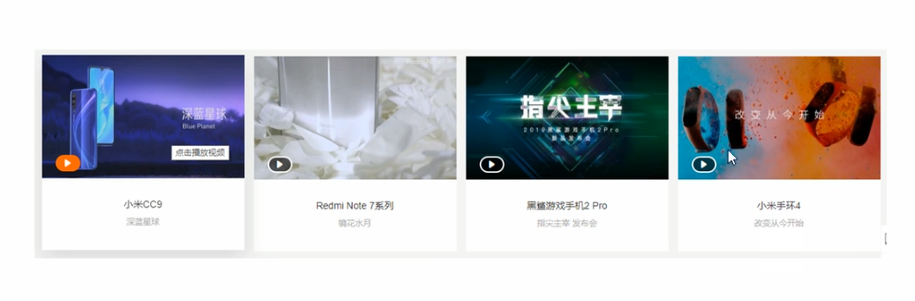 深蓝星球
Blue Planet
点击播放视频
小米CC9
深蓝星球
Redmi Note 7系列
镜花水月
指尖主宰
2019黑鲨游戏手机2Pro
新品发布会
黑鲨游戏手机2 Pro
指尖主宰 发布会
改变从今开始
小米手环4
改变从今开始